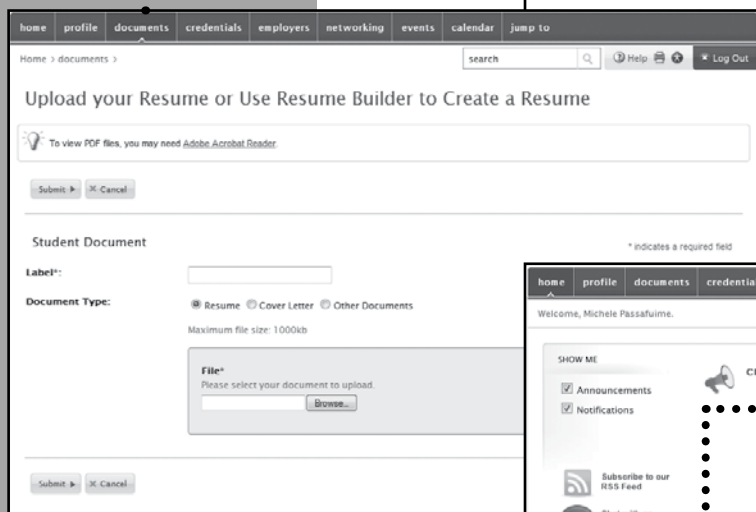 home profile documents credentials employers networking events calendar jump to
Home > documents >
search
Help
Log Out
Upload your Resume or Use Resume Builder to Create a Resume
To view PDF files, you may need Adobe Acrobat Reader.
Submit Cancel
Student Document
* indicates a required field
Label*:
Document Type:
Resume Cover Letter Other Documents
Maximum file size: 1000kb
File*
Please select your document to upload.
Browse...
Submit Cancel
home profile documents credentia
Welcome, Michele Passafuime.
SHOW ME
Announcements
Notifications
Subscribe to our
RSS Feed